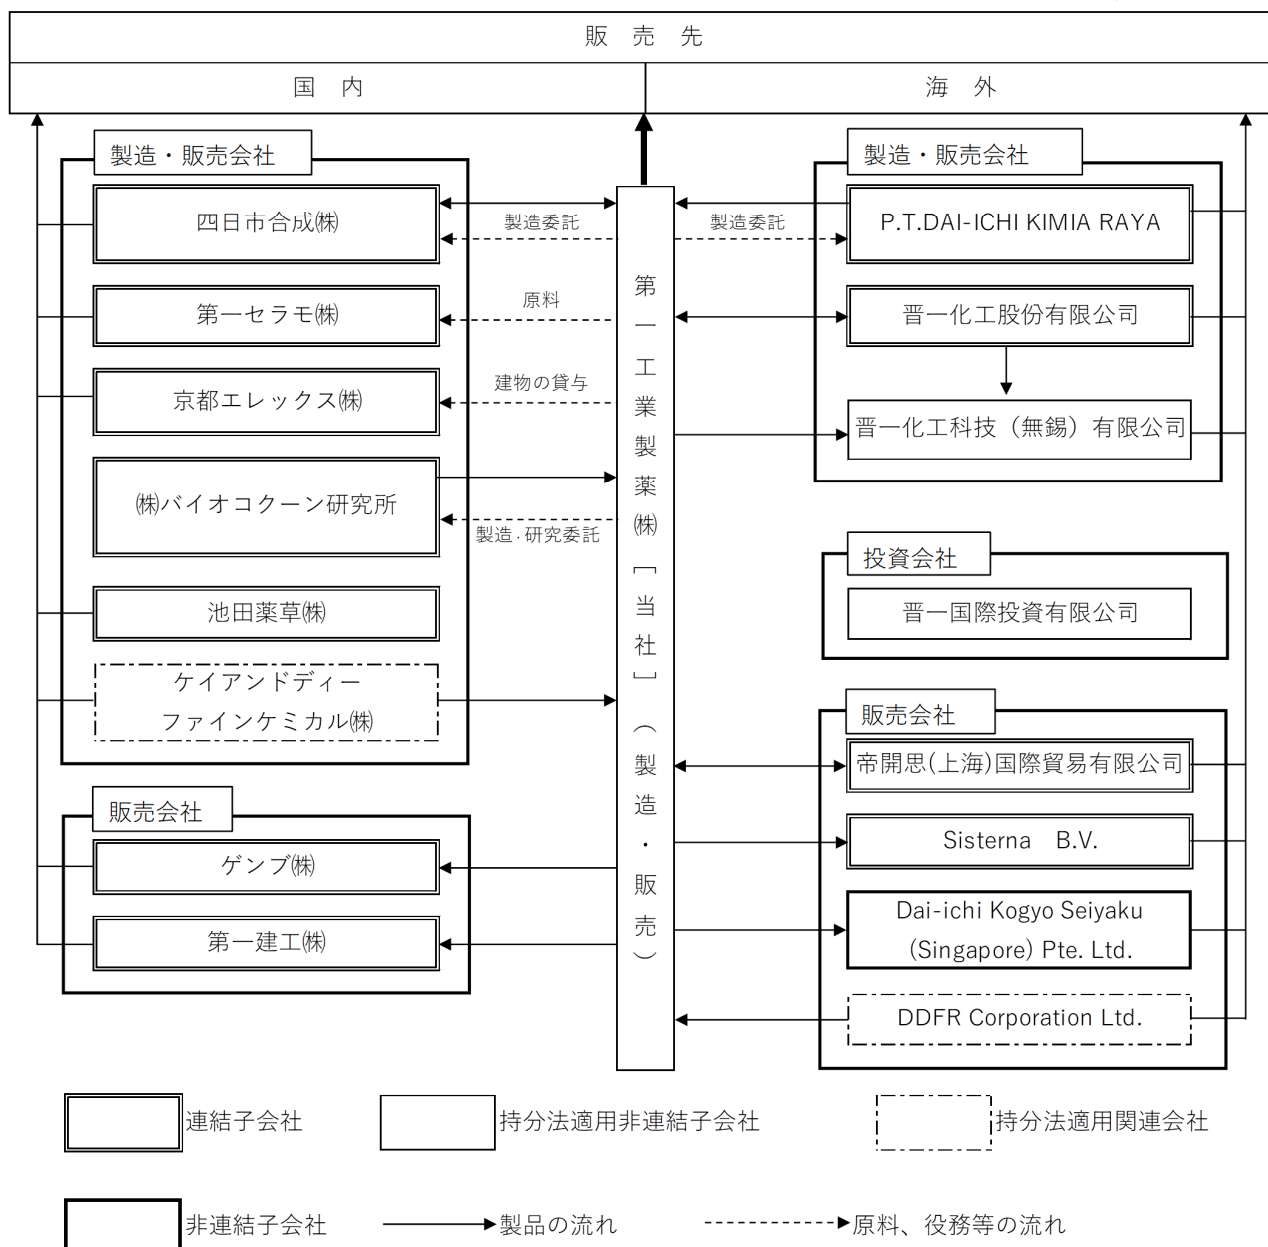 販 売 先
国 内
海 外
製造・販売会社
四日市合成㈱
第一セラモ㈱
京都エレックス㈱
㈱バイオコクーン研究所
池田薬草㈱
ケイアンドディー
ファインケミカル㈱
販売会社
ゲンブ㈱
第一建工㈱
製造委託
原料
建物の貸与
製造・研究委託
第一工業製薬㈱［当社］（製造・販売）
製造委託
製造・販売会社
P.T.DAI-ICHI KIMIA RAYA
晋一化工股份有限公司
晋一化工科技（無錫）有限公司
投資会社
晋一国際投資有限公司
販売会社
帝開思(上海)国際貿易有限公司
Sisterna B.V.
Dai-ichi Kogyo Seiyaku
(Singapore) Pte. Ltd.
DDFR Corporation Ltd.
連結子会社
持分法適用非連結子会社
持分法適用関連会社
非連結子会社
製品の流れ
原料、役務等の流れ